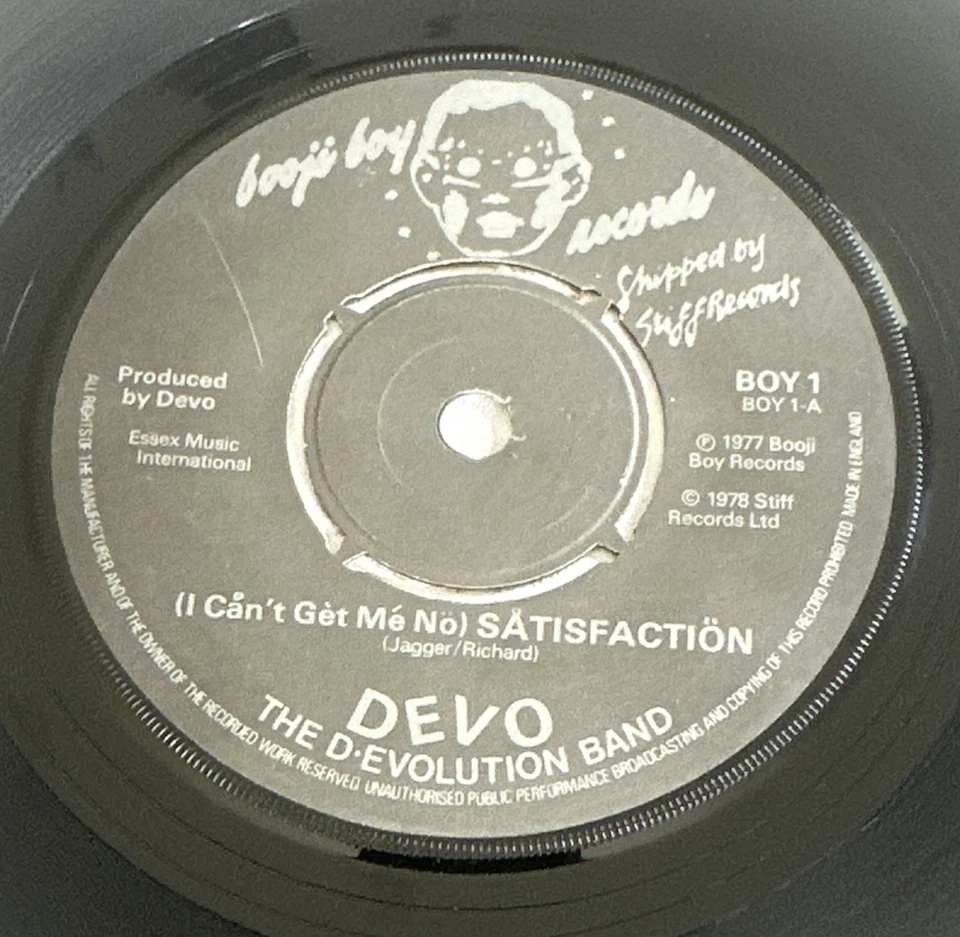 booji boy
records
Shipped by
Stiff Records
Produced
by Devo
Essex Music
International
BOY 1
BOY 1-A
Ⓟ 1977 Booji
Boy Records
© 1978 Stiff
Records Ltd
(I Cån't Gèt Mé Nö) SÅTISFACTIÖN
(Jagger/Richard)
DEVO
THE D·EVOLUTION BAND
ALL RIGHTS OF THE MANUFACTURER AND OF THE OWNER OF THE RECORDED WORK RESERVED UNAUTHORISED PUBLIC PERFORMANCE BROADCASTING AND COPYING OF THIS RECORD PROHIBITED MADE IN ENGLAND